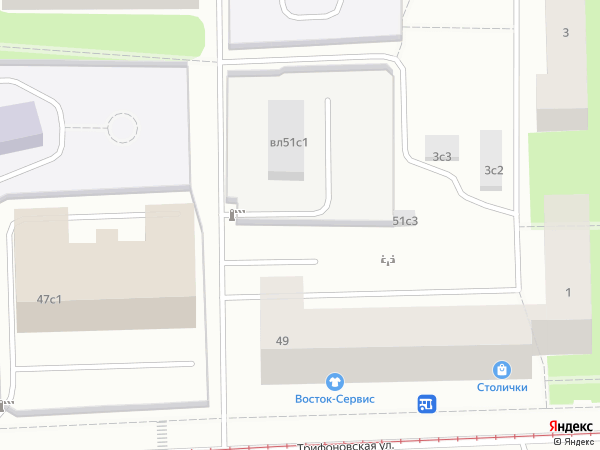 3
вл51с1
3с3
3с2
51с3
47с1
1
49
Восток-Сервис
Столички
Трифоновская ул.
Яндекс
© Яндекс